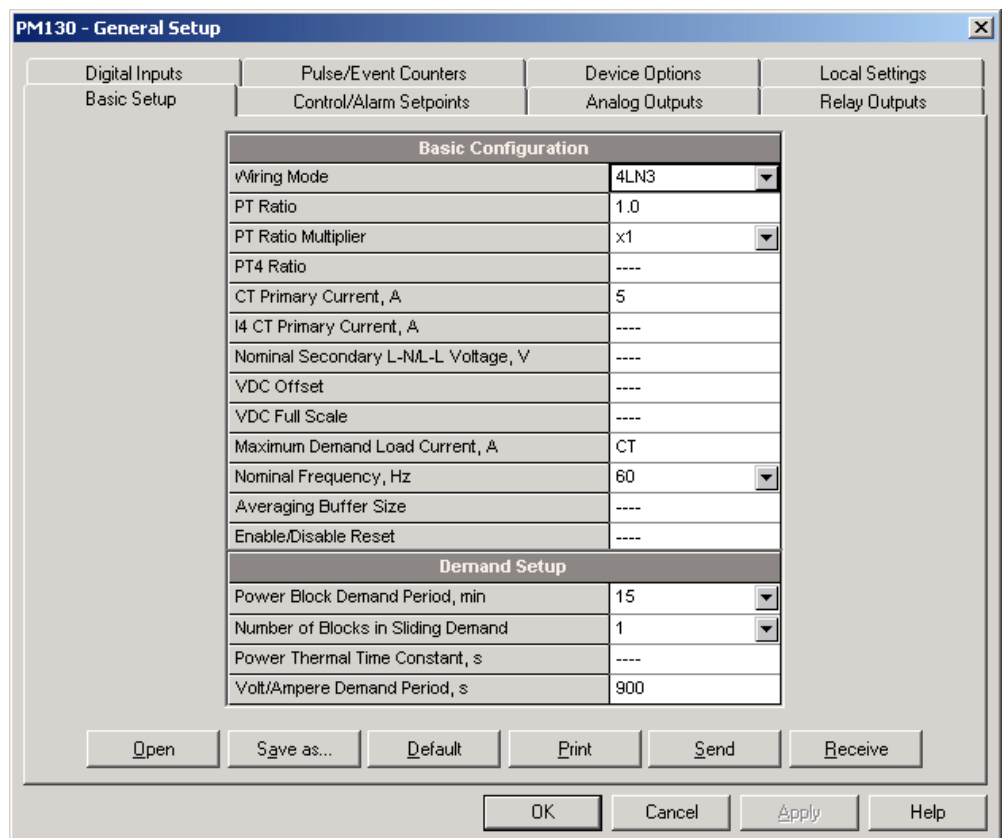 PM130 - General Setup
Digital Inputs
Pulse/Event Counters
Device Options
Local Settings
Basic Setup
Control/Alarm Setpoints
Analog Outputs
Relay Outputs
Basic Configuration
Wiring Mode 4LN3
PT Ratio 1.0
PT Ratio Multiplier x1
PT4 Ratio ----
CT Primary Current, A 5
I4 CT Primary Current, A ----
Nominal Secondary L-N/L-L Voltage, V ----
VDC Offset ----
VDC Full Scale ----
Maximum Demand Load Current, A CT
Nominal Frequency, Hz 60
Averaging Buffer Size ----
Enable/Disable Reset ----
Demand Setup
Power Block Demand Period, min 15
Number of Blocks in Sliding Demand 1
Power Thermal Time Constant, s ----
Volt/Ampere Demand Period, s 900
Open
Save as...
Default
Print
Send
Receive
OK
Cancel
Apply
Help